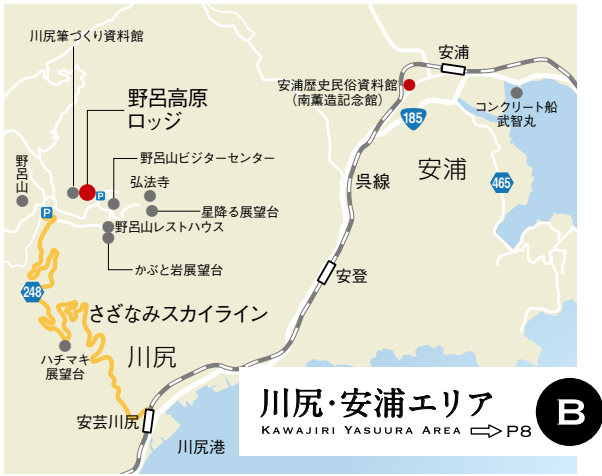 川尻筆づくり資料館
安浦
安浦歴史民俗資料館
(南薫造記念館)
野呂高原
ロッジ
コンクリート船
武智丸
185
野呂山
P
野呂山ビジターセンター
安浦
弘法寺
呉線
465
P
星降る展望台
野呂山レストハウス
かぶと岩展望台
安登
248
さざなみスカイライン
ハチマキ
展望台
川尻
安芸川尻
川尻港
川尻・安浦エリア
KAWAJIRI YASUURA AREA
P8
B